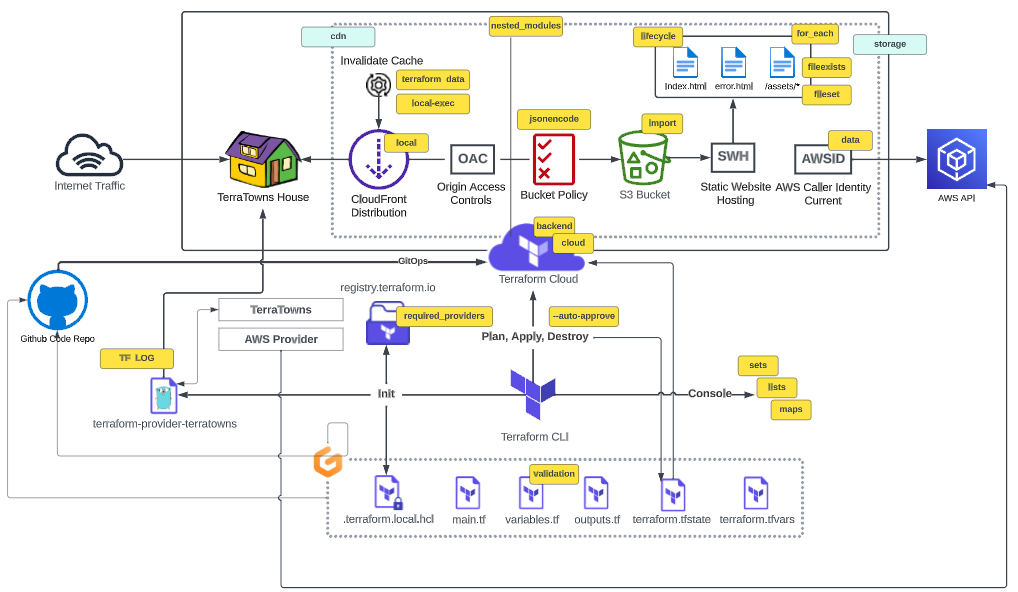 nested_modules
cdn
lifecycle
for_each
storage
Invalidate Cache
terraform data
local-exec
Index.html
error.html
/assets/*
fileexists
fileset
jsonencode
import
local
data
OAC
SWH
AWSID
Internet Traffic
TerraTowns House
CloudFront
Distribution
Origin Access
Controls
Bucket Policy
S3 Bucket
Static Website
Hosting
AWS Caller Identity
Current
AWS API
backend
cloud
GitOps
Terraform Cloud
registry.terraform.io
TerraTowns
required_providers
--auto-approve
Github Code Repo
AWS Provider
Plan, Apply, Destroy
TF LOG
sets
lists
maps
Init
Console
terraform-provider-terratowns
Terraform CLI
validation
.terraform.local.hcl
main.tf
variables.tf
outputs.tf
terraform.tfstate
terraform.tfvars